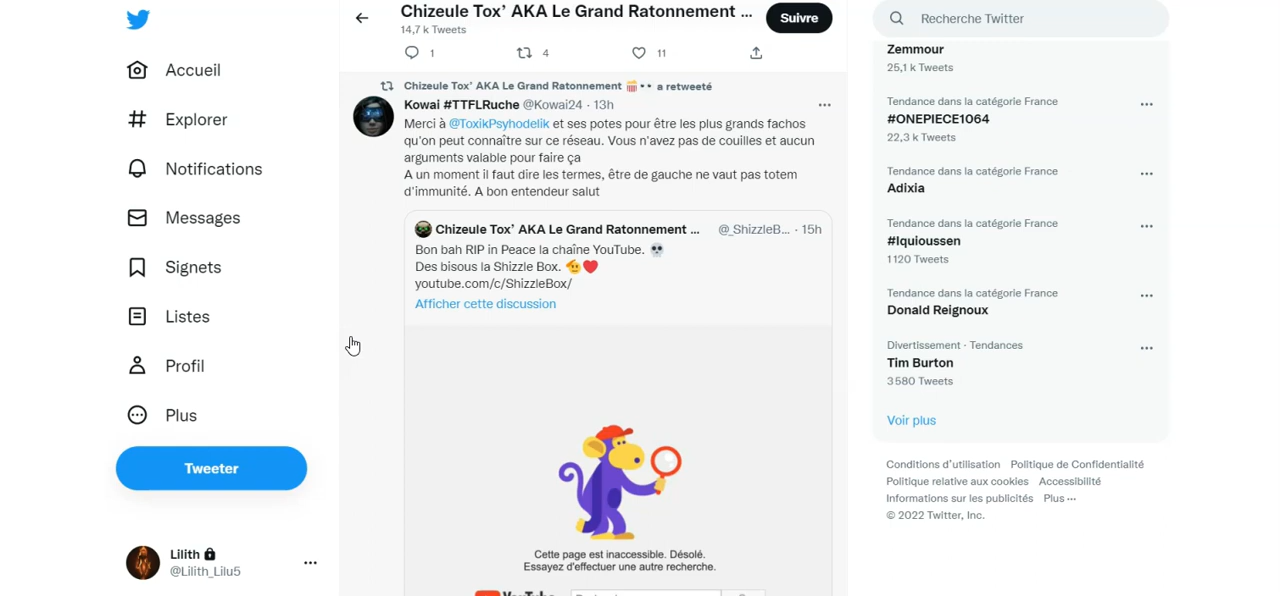 Chizeule Tox' AKA Le Grand Ratonnement ...
14,7 k Tweets
Suivre
Recherche Twitter
1
4
11
Accueil
Explorer
Notifications
Messages
Signets
Listes
Profil
Plus
Tweeter
Lilith
@Lilith_Lilu5
Chizeule Tox' AKA Le Grand Ratonnement 🍿👀 a retweeté
Kowai #TTFLRuche @Kowai24 · 13h
Merci à @ToxikPsyhodelik et ses potes pour être les plus grands fachos
qu'on peut connaître sur ce réseau. Vous n'avez pas de couilles et aucun
arguments valable pour faire ça
A un moment il faut dire les termes, être de gauche ne vaut pas totem
d'immunité. A bon entendeur salut
Chizeule Tox' AKA Le Grand Ratonnement ... @_ShizzleB... · 15h
Bon bah RIP in Peace la chaîne YouTube. 💀
Des bisous la Shizzle Box. 🫡❤️
youtube.com/c/ShizzleBox/
Afficher cette discussion
Cette page est inaccessible. Désolé.
Essayez d'effectuer une autre recherche.
YouTube
Zemmour
25,1 k Tweets
Tendance dans la catégorie France
#ONEPIECE1064
22,3 k Tweets
Tendance dans la catégorie France
Adixia
Tendance dans la catégorie France
#Iquioussen
1 120 Tweets
Tendance dans la catégorie France
Donald Reignoux
Divertissement · Tendances
Tim Burton
3 580 Tweets
Voir plus
Conditions d'utilisation Politique de Confidentialité
Politique relative aux cookies Accessibilité
Informations sur les publicités Plus ···
© 2022 Twitter, Inc.